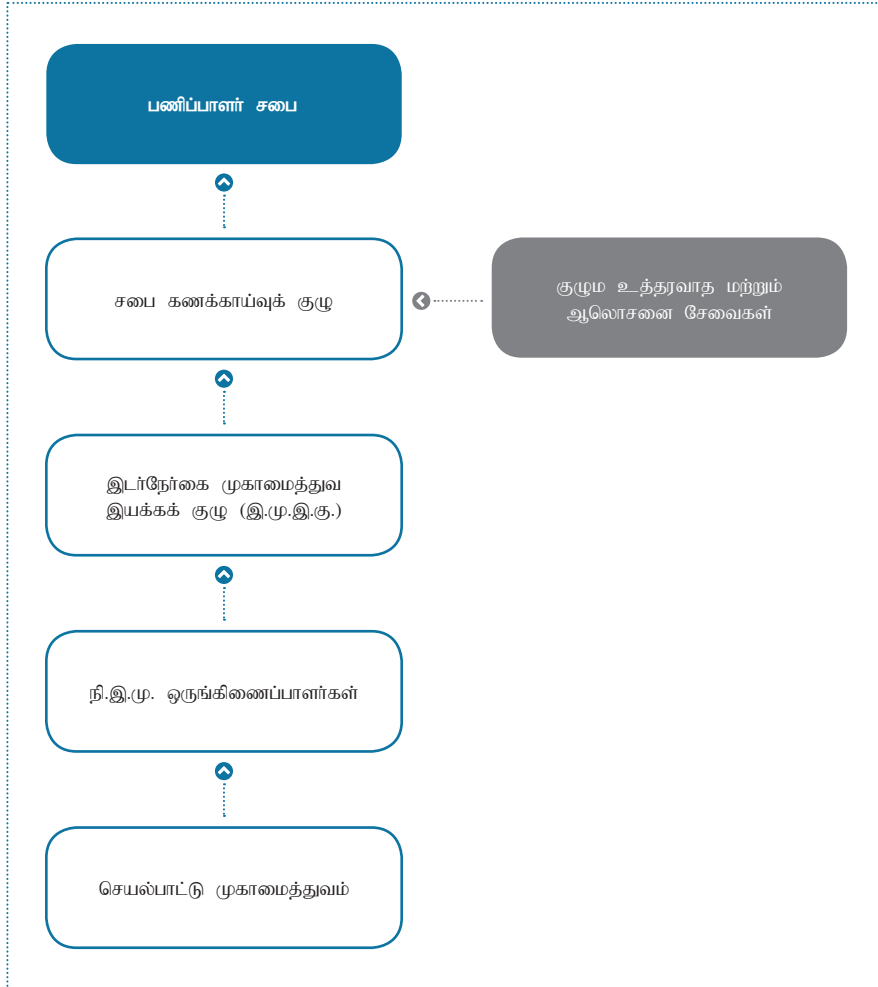 பணிப்பாளர் சபை
சபை கணக்காய்வுக் குழு
குழும உத்தரவாத மற்றும்
ஆலொசனை சேவைகள்
இடர்நேர்கை முகாமைத்துவ
இயக்கக் குழு (இ.மு.இ.கு.)
நி.இ.மு. ஒருங்கிணைப்பாளர்கள்
செயல்பாட்டு முகாமைத்துவம்